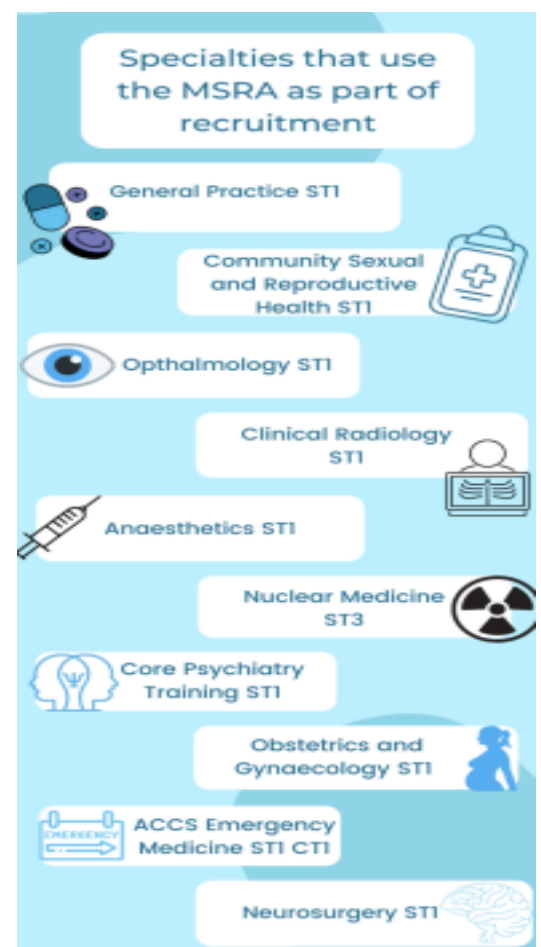 Specialties that use
the MSRA as part of
recruitment
General Practice ST1
Community Sexual
and Reproductive
Health ST1
Opthalmology ST1
Clinical Radiology
ST1
Anaesthetics ST1
Nuclear Medicine
ST3
Core Psychiatry
Training ST1
Obstetrics and
Gynaecology ST1
EMERGENCY
ACCS Emergency
Medicine ST1 CT1
Neurosurgery ST1